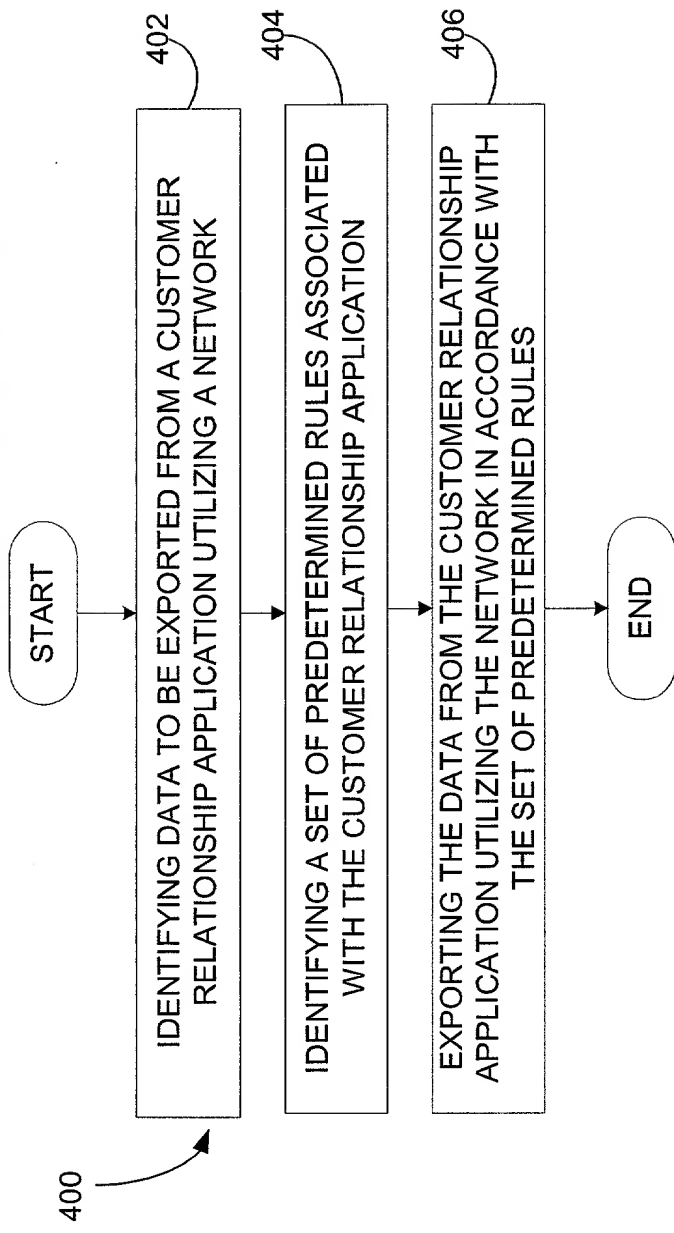 START
400
402
IDENTIFYING DATA TO BE EXPORTED FROM A CUSTOMER
RELATIONSHIP APPLICATION UTILIZING A NETWORK
404
IDENTIFYING A SET OF PREDETERMINED RULES ASSOCIATED
WITH THE CUSTOMER RELATIONSHIP APPLICATION
406
EXPORTING THE DATA FROM THE CUSTOMER RELATIONSHIP
APPLICATION UTILIZING THE NETWORK IN ACCORDANCE WITH
THE SET OF PREDETERMINED RULES
END